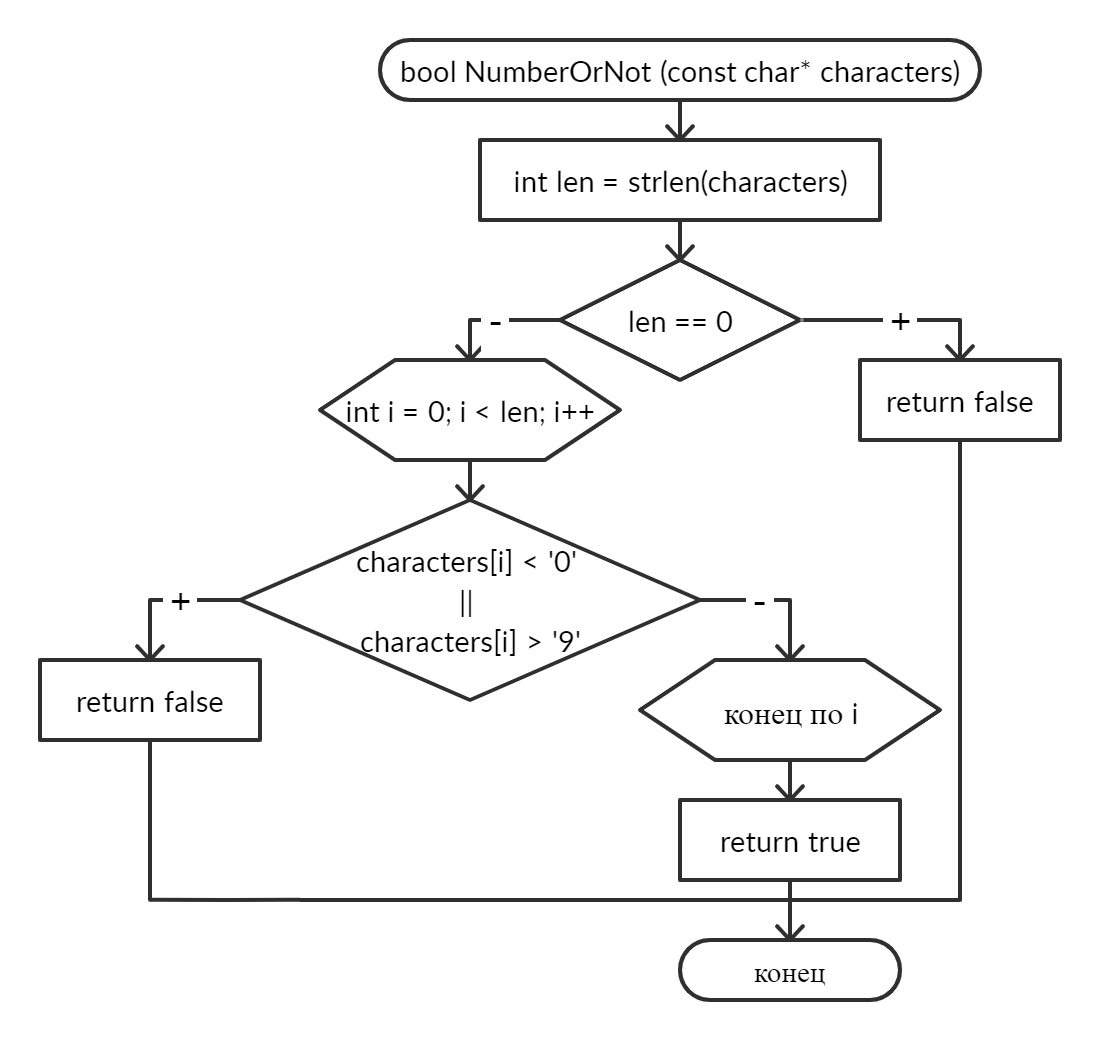 bool NumberOrNot (const char* characters)
int len = strlen(characters)
len == 0
-
+
int i = 0; i < len; i++
return false
characters[i] < '0'
||
characters[i] > '9'
+
-
return false
конец по i
return true
конец